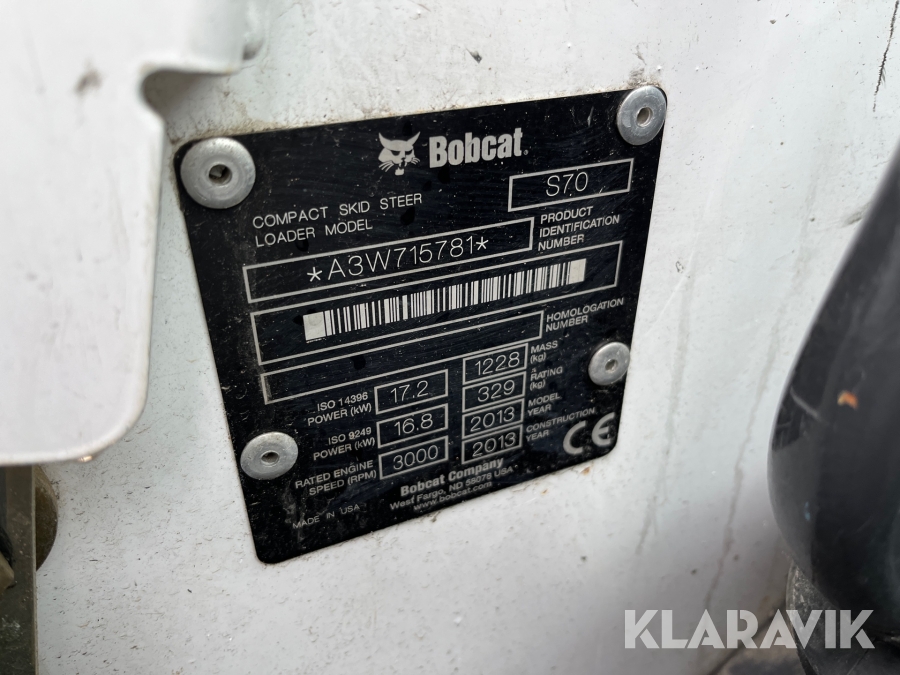 Bobcat.
COMPACT SKID STEER
LOADER MODEL
S70
*A3W715781*
PRODUCT
IDENTIFICATION
NUMBER
HOMOLOGATION
NUMBER
ISO 14396
POWER (kW)
17.2
1228
MASS
(kg)
ISO 9249
POWER (kW)
16.8
329
RATING
(kg)
RATED ENGINE
SPEED (RPM)
3000
2013
MODEL
YEAR
2013
CONSTRUCTION
YEAR
CE
Bobcat Company
West Fargo, ND 58078 USA
www.bobcat.com
MADE IN USA
KLARAVIK